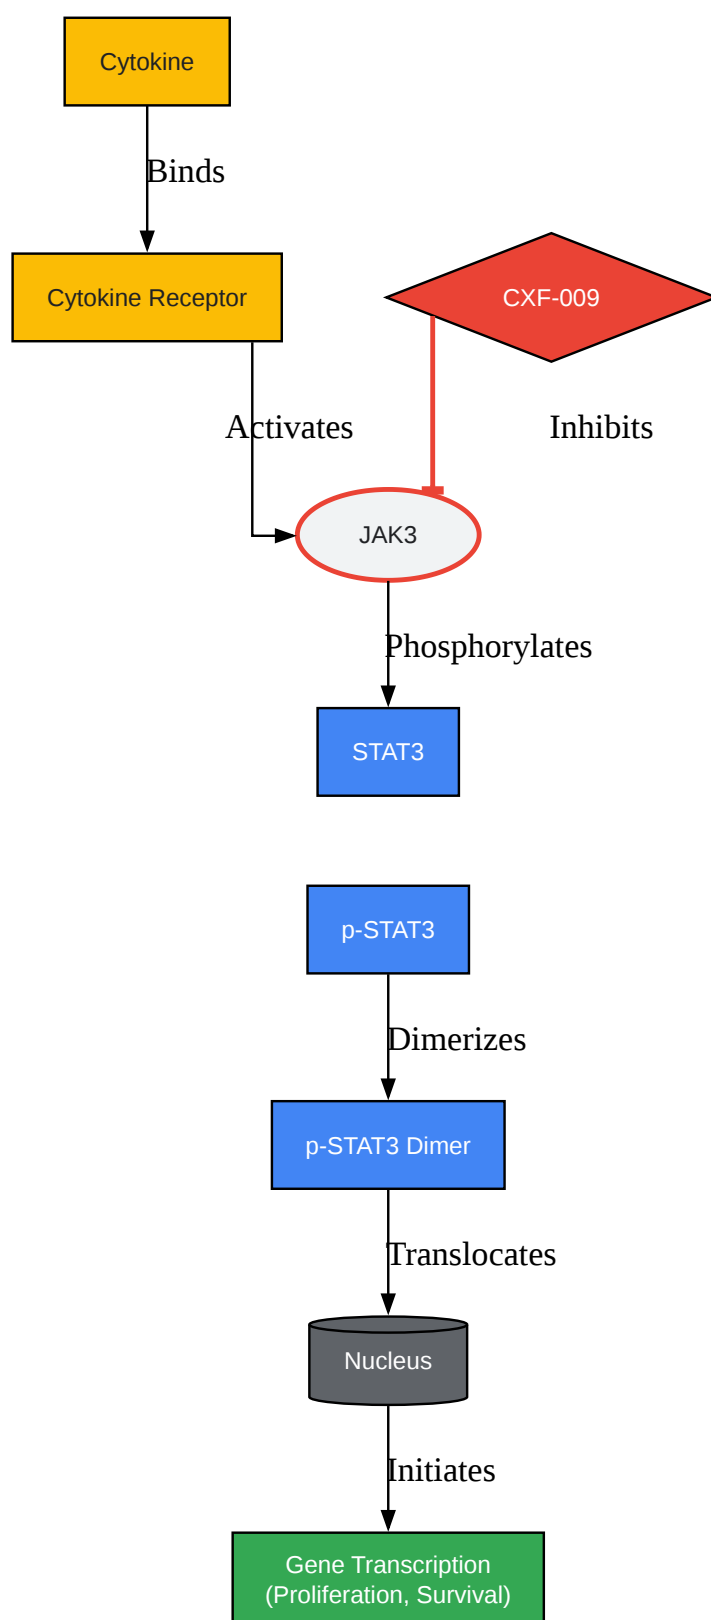 Cytokine
Binds
Cytokine Receptor
CXF-009
Activates
Inhibits
JAK3
Phosphorylates
STAT3
p-STAT3
Dimerizes
p-STAT3 Dimer
Translocates
Nucleus
Initiates
Gene Transcription
(Proliferation, Survival)